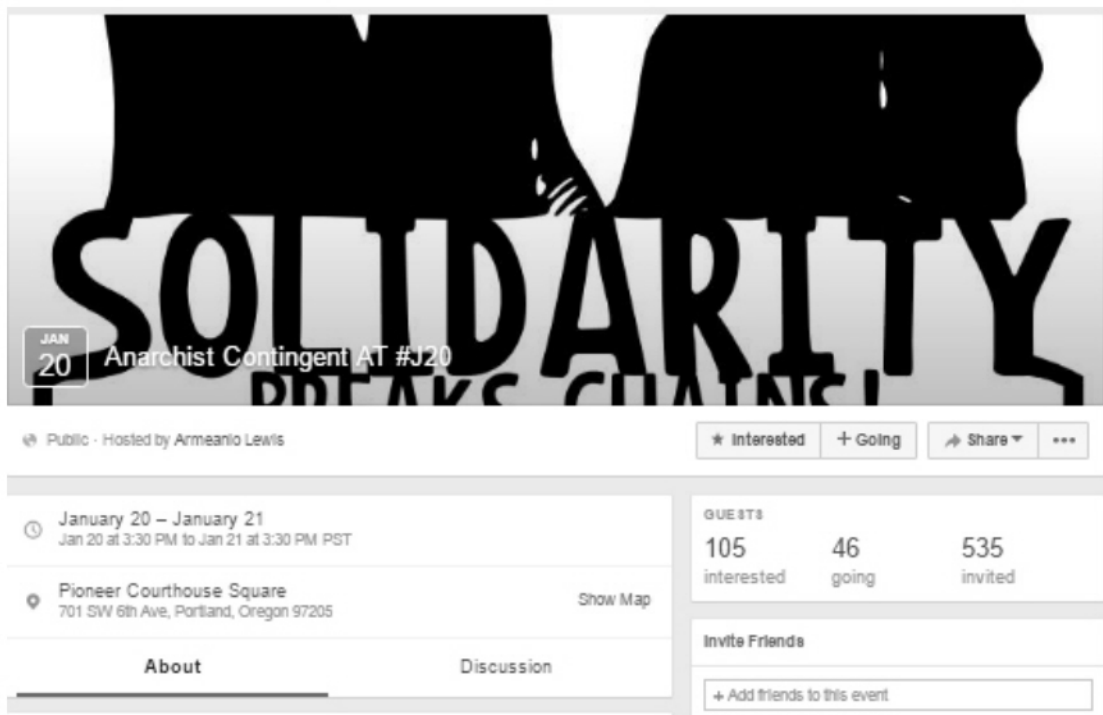 SOLIDARITY
BREAKS CHAINS!
JAN
20
Anarchist Contingent AT #J20
Public · Hosted by Armeanio Lewis
Interested
+ Going
Share
January 20 – January 21
Jan 20 at 3:30 PM to Jan 21 at 3:30 PM PST
Pioneer Courthouse Square
701 SW 6th Ave, Portland, Oregon 97205
Show Map
About
Discussion
GUESTS
105
46
535
interested
going
invited
Invite Friends
+ Add friends to this event